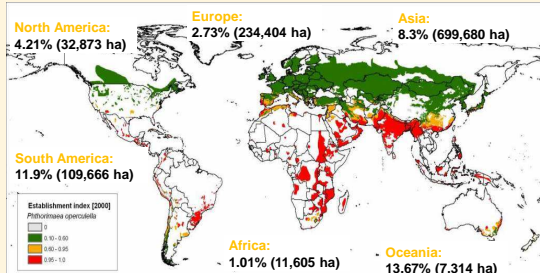 North America:
4.21% (32,873 ha)
Europe:
2.73% (234,404 ha)
Asia:
8.3% (699,680 ha)
South America:
11.9% (109,666 ha)
Establishment index [2000]
Phthorimaea operculella
0
0.10 - 0.60
0.60 - 0.95
0.95 - 1.0
Africa:
1.01% (11,605 ha)
Oceania:
13.67% (7,314 ha)